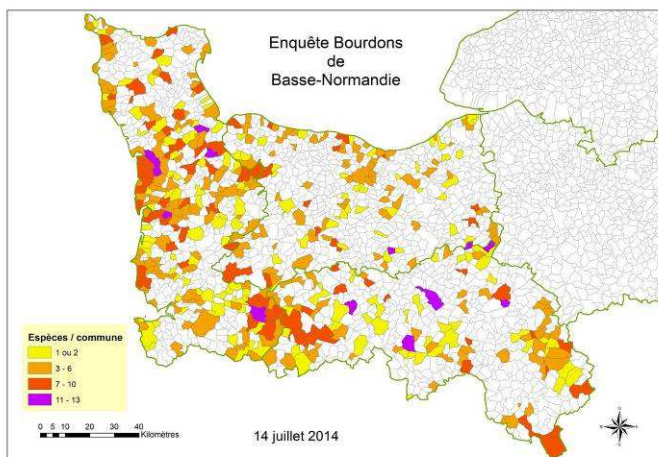 Enquête Bourdons
de
Basse-Normandie
Espèces / commune
1 ou 2
3 - 6
7 - 10
11 - 13
0 5 10 20 30 40
Kilomètres
14 juillet 2014